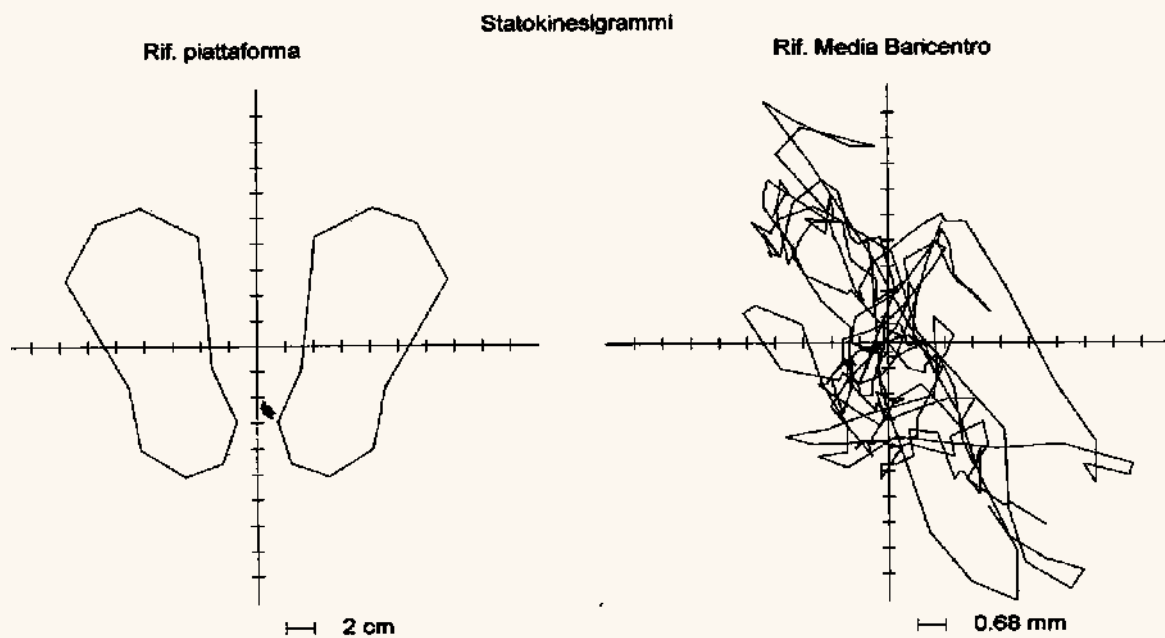 Statokinesigrammi
Rif. piattaforma
Rif. Media Baricentro
2 cm
0.68 mm